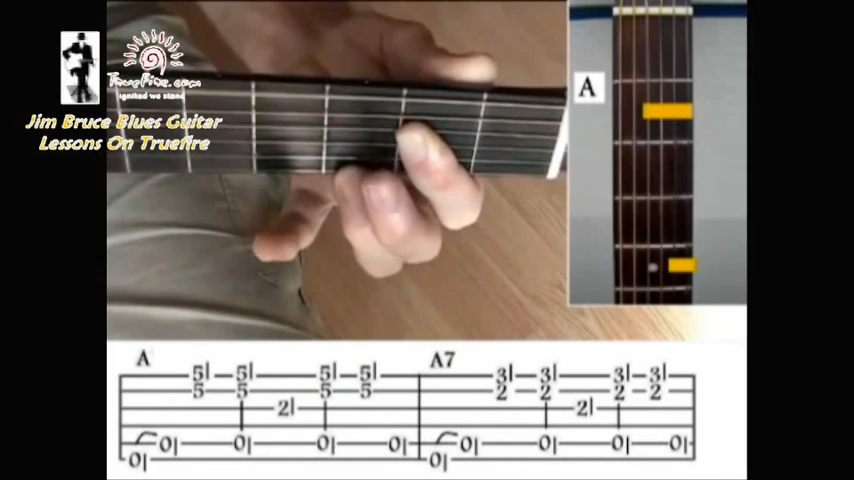 TrueFire.com
ignited we stand
Jim Bruce Blues Guitar
Lessons On Truefire
A
A A7
5 5 5 5 3 3 3 3
5 5 5 5 2 2 2 2
2 2
0 0 0 0 0 0 0 0
0 0